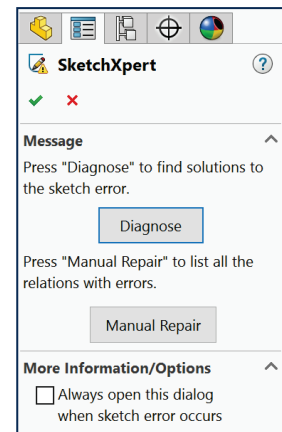 SketchXpert
Message
Press "Diagnose" to find solutions to
the sketch error.
Diagnose
Press "Manual Repair" to list all the
relations with errors.
Manual Repair
More Information/Options
Always open this dialog
when sketch error occurs